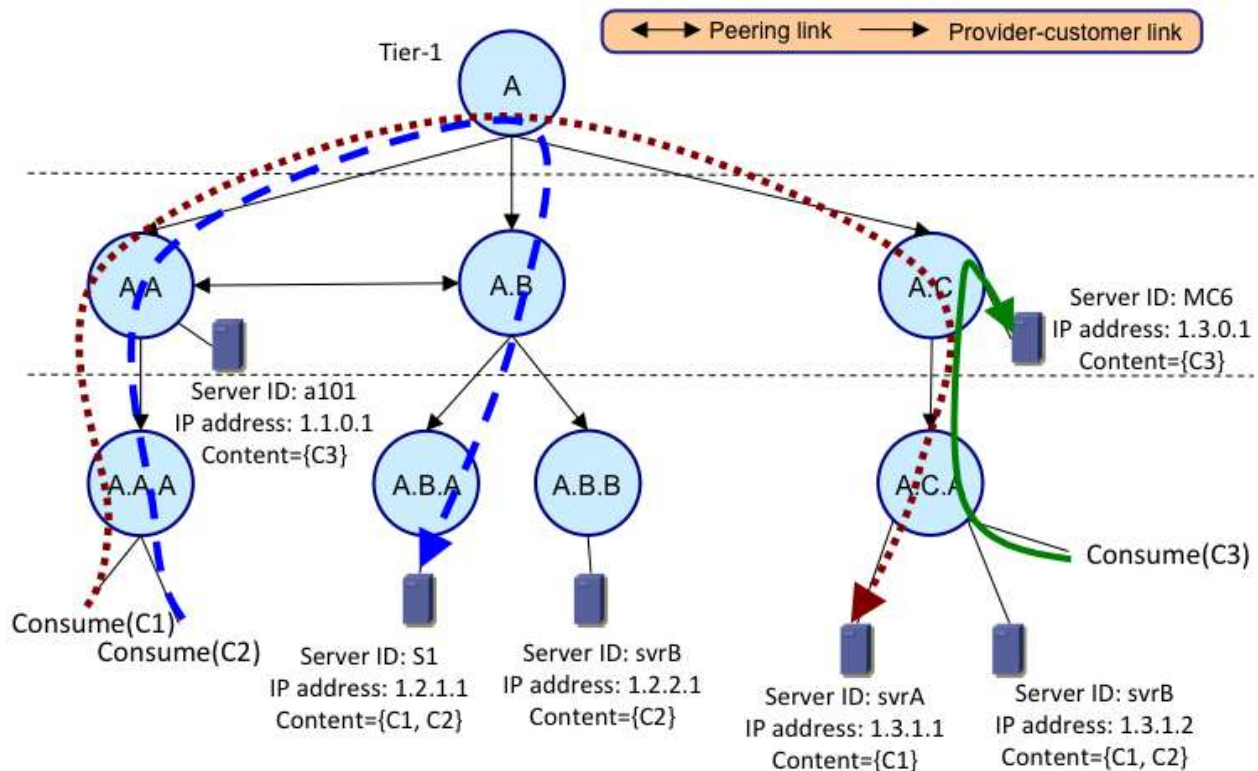 Peering link
Provider-customer link
Tier-1
A
A.A
A.B
A.C
Server ID: MC6
IP address: 1.3.0.1
Content={C3}
Server ID: a101
IP address: 1.1.0.1
Content={C3}
A.A.A
A.B.A
A.B.B
A.C.A
Consume(C3)
Consume(C1)
Consume(C2)
Server ID: S1
IP address: 1.2.1.1
Content={C1, C2}
Server ID: svrB
IP address: 1.2.2.1
Content={C2}
Server ID: svrA
IP address: 1.3.1.1
Content={C1}
Server ID: svrB
IP address: 1.3.1.2
Content={C1, C2}